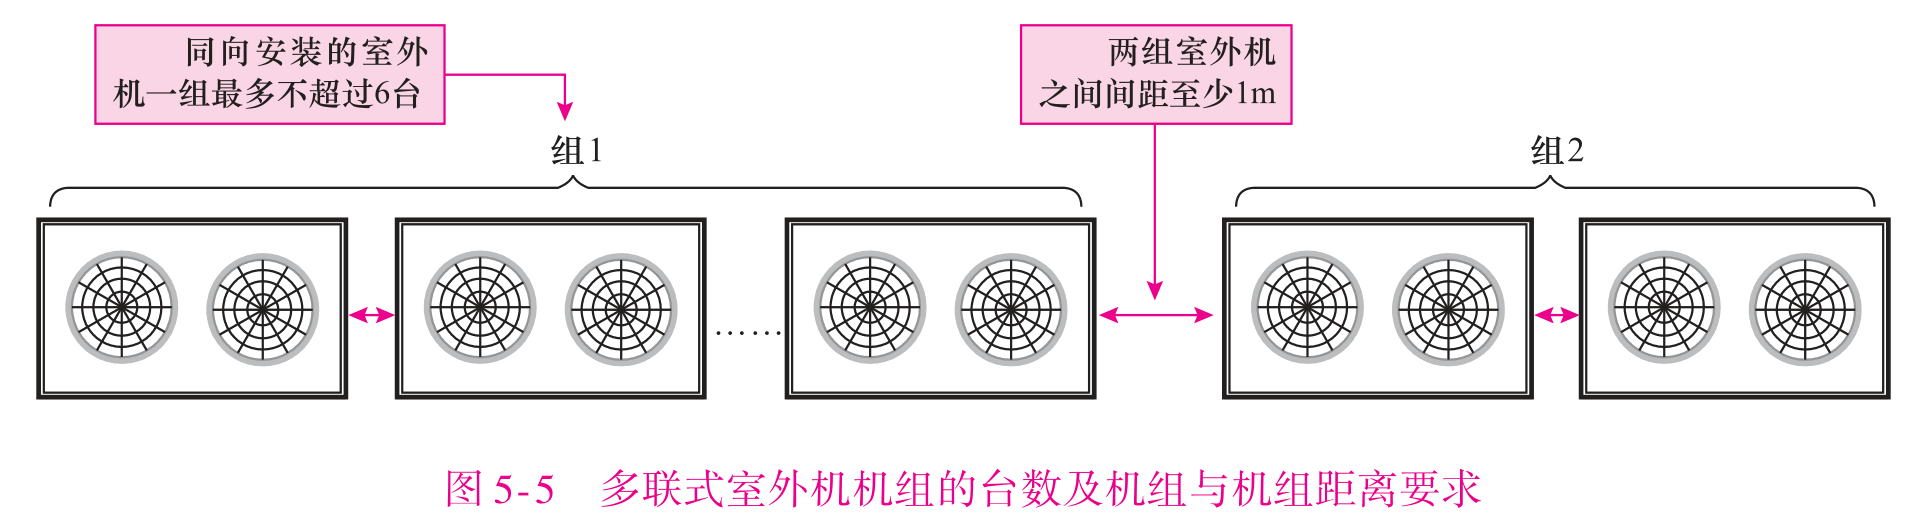 同向安装的室外
机一组最多不超过6台
两组室外机
之间间距至少1m
组1
组2
······
图 5-5 多联式室外机机组的台数及机组与机组距离要求